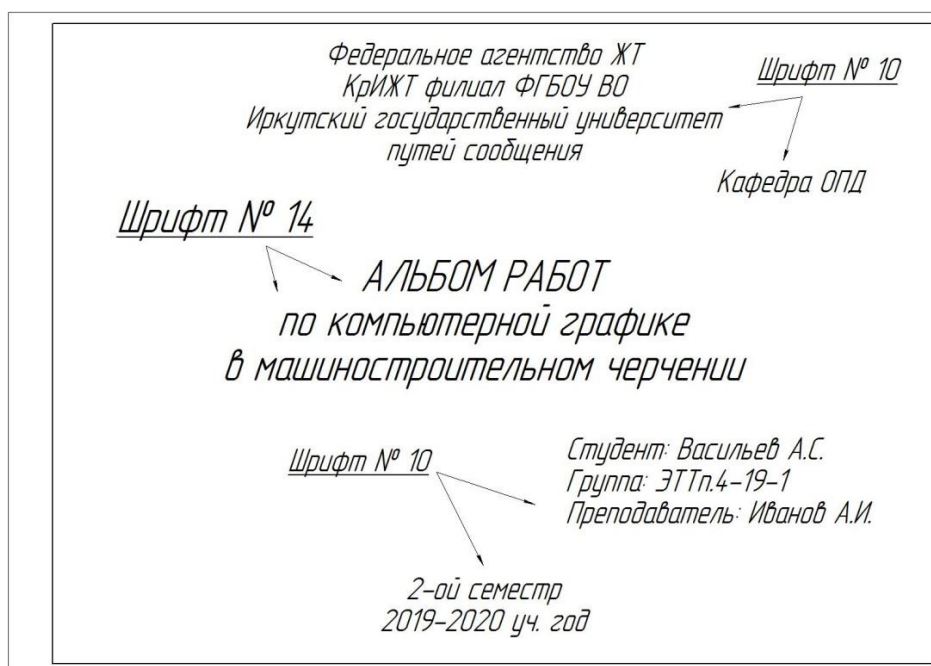 Федеральное агентство ЖТ
КрИЖТ филиал ФГБОУ ВО
Иркутский государственный университет
путей сообщения
Шрифт № 10
Кафедра ОПД
Шрифт № 14
АЛЬБОМ РАБОТ
по компьютерной графике
в машиностроительном черчении
Шрифт № 10
Студент: Васильев А.С.
Группа: ЭТТп.4-19-1
Преподаватель: Иванов А.И.
2-ой семестр
2019-2020 уч. год